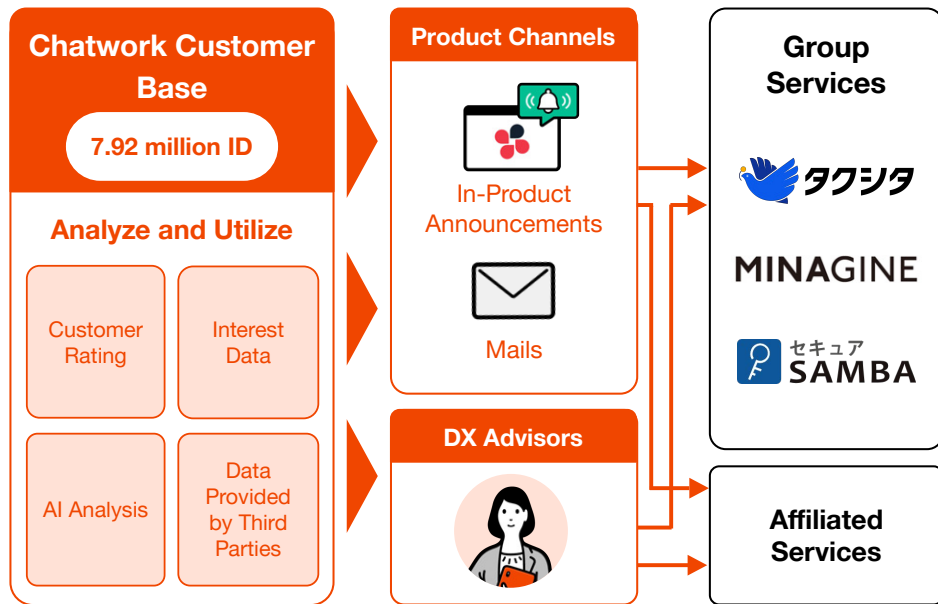 Chatwork Customer
Base
7.92 million ID
Analyze and Utilize
Customer
Rating
Interest
Data
AI Analysis
Data
Provided
by Third
Parties
Product Channels
In-Product
Announcements
Mails
DX Advisors
Group
Services
タクシタ
MINAGINE
セキュア
SAMBA
Affiliated
Services